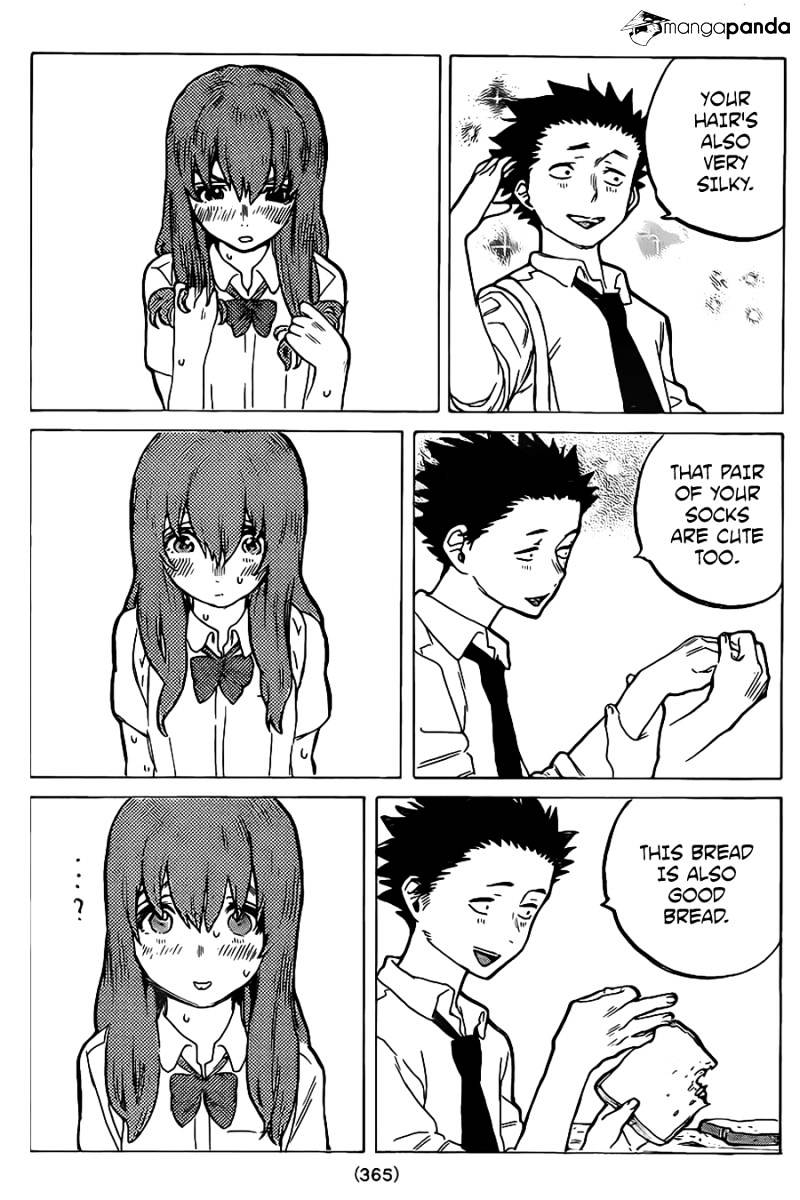 mangapanda
YOUR
HAIR'S
ALSO
VERY
SILKY.
THAT PAIR
OF YOUR
SOCKS
ARE CUTE
TOO.
THIS BREAD
IS ALSO
GOOD
BREAD.
...?
(365)